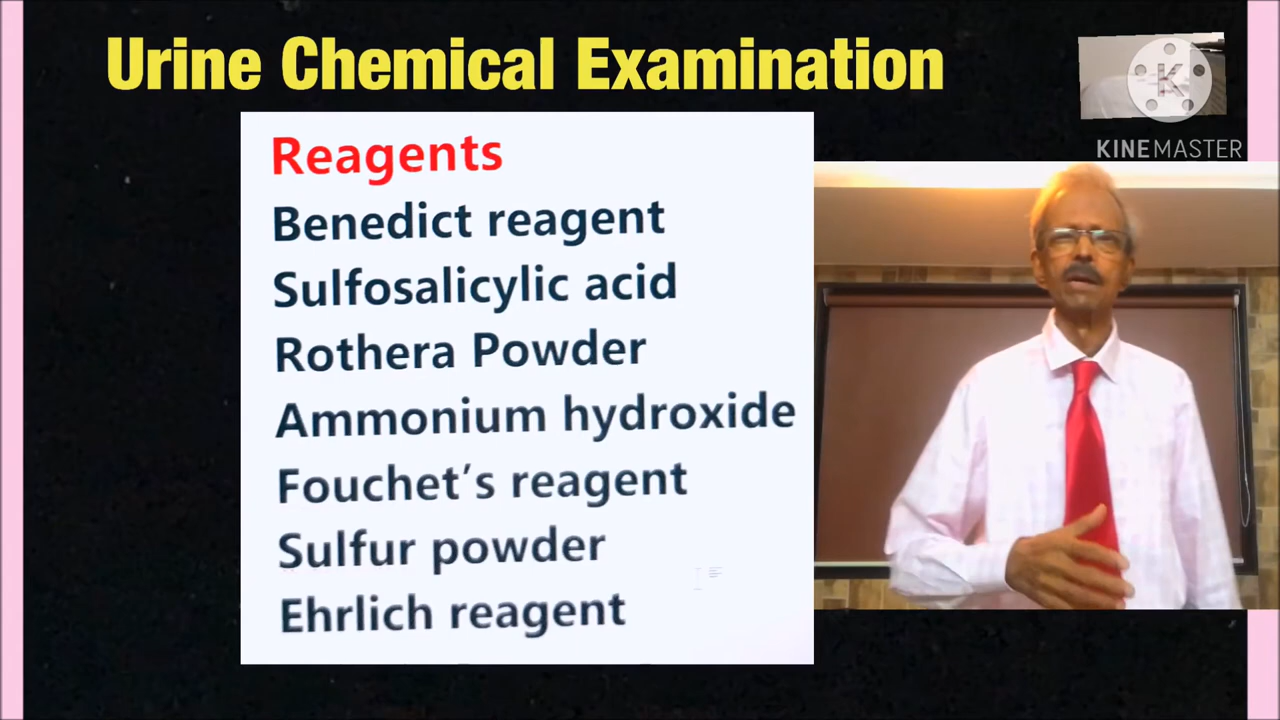 Urine Chemical Examination
K
KINEMASTER
Reagents
Benedict reagent
Sulfosalicylic acid
Rothera Powder
Ammonium hydroxide
Fouchet’s reagent
Sulfur powder
Ehrlich reagent